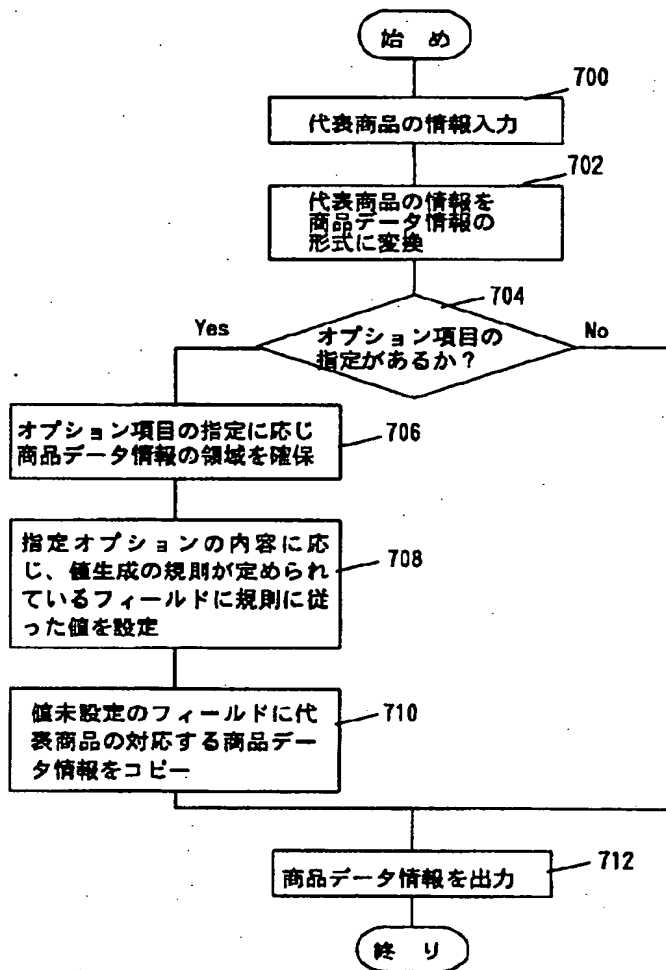 始 め
700
代表商品の情報入力
702
代表商品の情報を
商品データ情報の
形式に変換
704
Yes
オプション項目の
指定があるか？
No
オプション項目の指定に応じ
商品データ情報の領域を確保
706
指定オプションの内容に応
じ、値生成の規則が定められ
ているフィールドに規則に従
った値を設定
708
値未設定のフィールドに代
表商品の対応する商品デー
タ情報をコピー
710
商品データ情報を出力
712
終 り